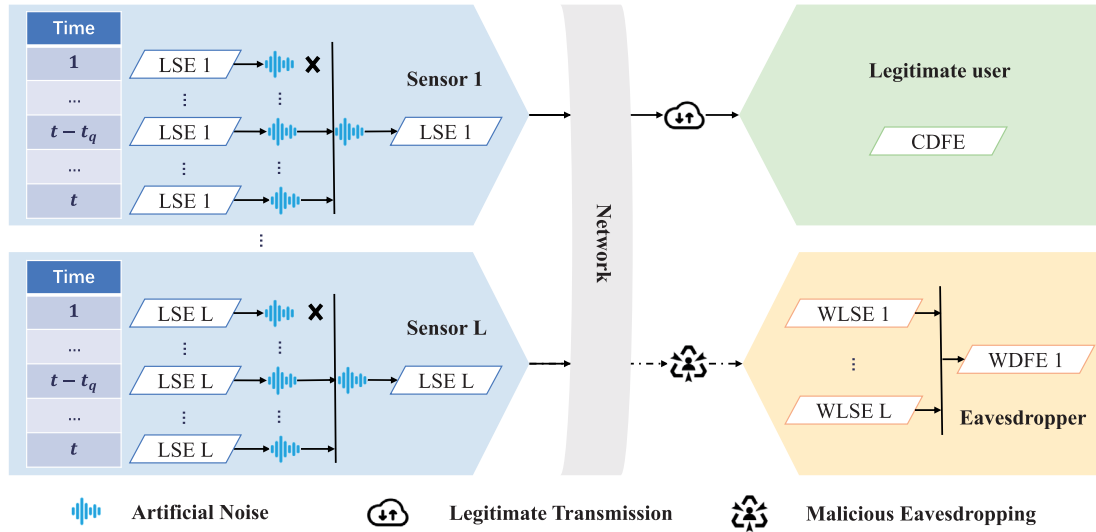 Time
1
...
t − t_q
...
t
LSE 1
⋮
LSE 1
⋮
LSE 1
⋮
⋮
Sensor 1
LSE 1
...
Time
1
...
t − t_q
...
t
LSE L
⋮
LSE L
⋮
LSE L
⋮
⋮
Sensor L
LSE L
Network
Legitimate user
CDFE
WLSE 1
⋮
WLSE L
WDFE 1
Eavesdropper
Artificial Noise
Legitimate Transmission
Malicious Eavesdropping